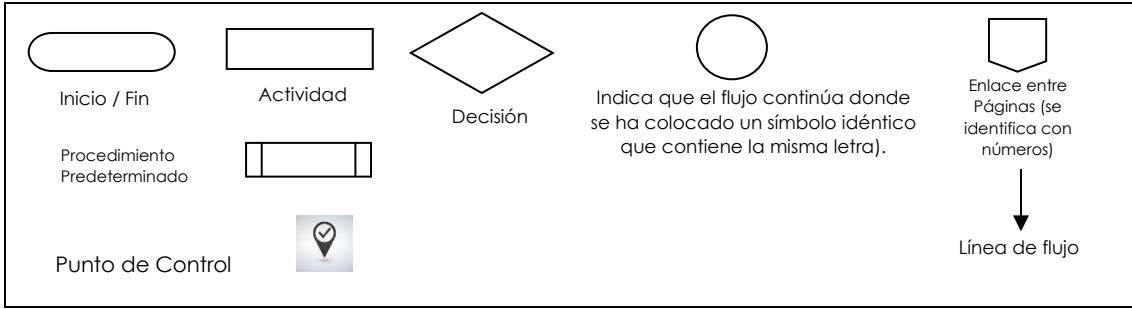 Inicio / Fin
Actividad
Decisión
Indica que el flujo continúa donde
se ha colocado un símbolo idéntico
que contiene la misma letra).
Enlace entre
Páginas (se
identifica con
números)
Procedimiento
Predeterminado
Línea de flujo
Punto de Control